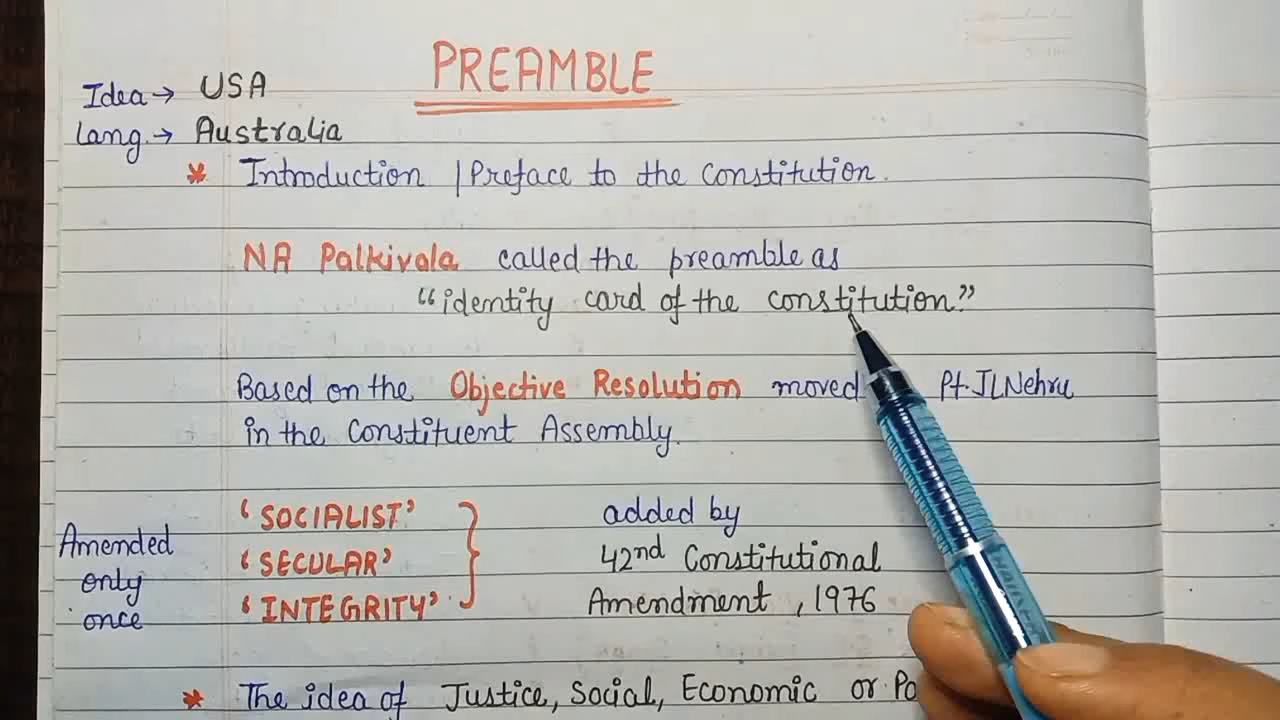 PREAMBLE
Idea → USA
Lang. → Australia
* Introduction / Preface to the Constitution.
NA Palkivala called the preamble as
“identity card of the constitution.”
Based on the Objective Resolution moved Pt. JL Nehru
in the Constituent Assembly.
Amended only once
‘SOCIALIST’
‘SECULAR’
‘INTEGRITY’
added by
42nd Constitutional
Amendment, 1976
* The idea of Justice, Social, Economic or